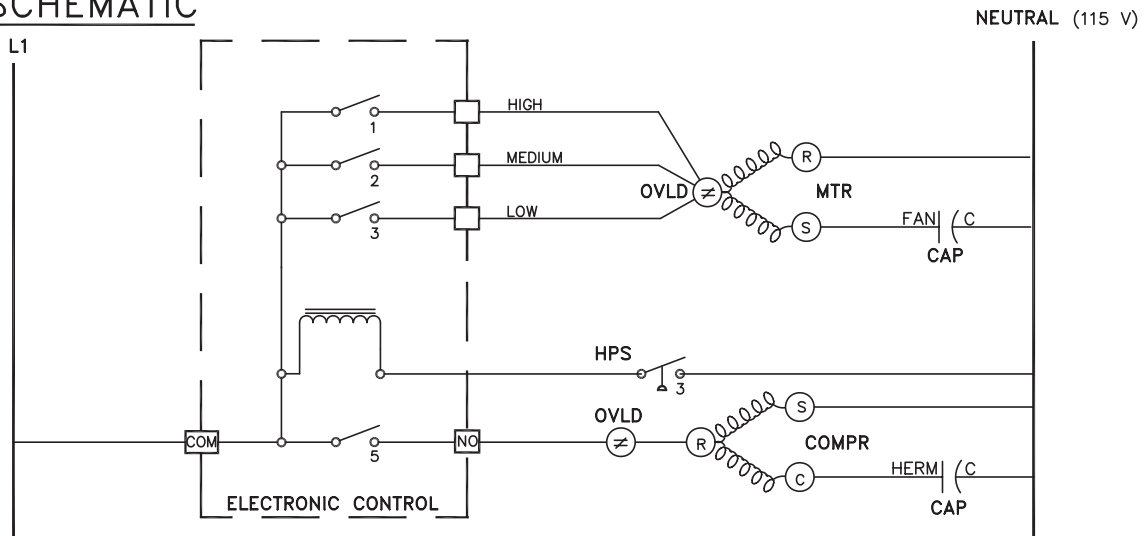 SCHEMATIC
NEUTRAL (115 V)
L1
HIGH
1
MEDIUM
2
LOW
3
OVLD
≠
R
MTR
S
FAN
C
CAP
HPS
3
OVLD
≠
COM
5
NO
R
S
COMPR
C
HERM
C
CAP
ELECTRONIC CONTROL